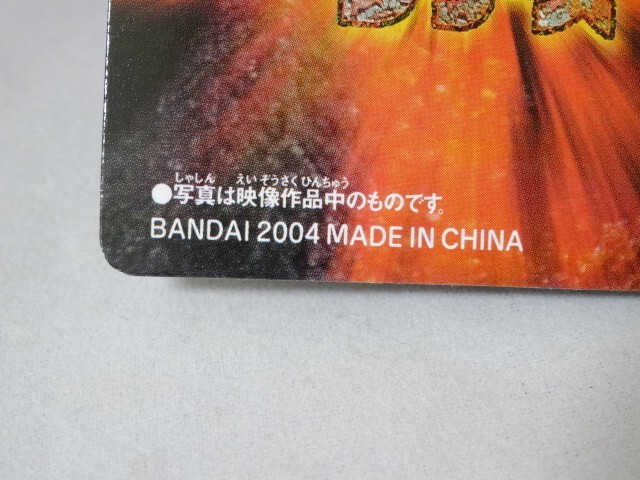 しゃしん えいぞうさくひんちゅう
●写真は映像作品中のものです。
BANDAI 2004 MADE IN CHINA